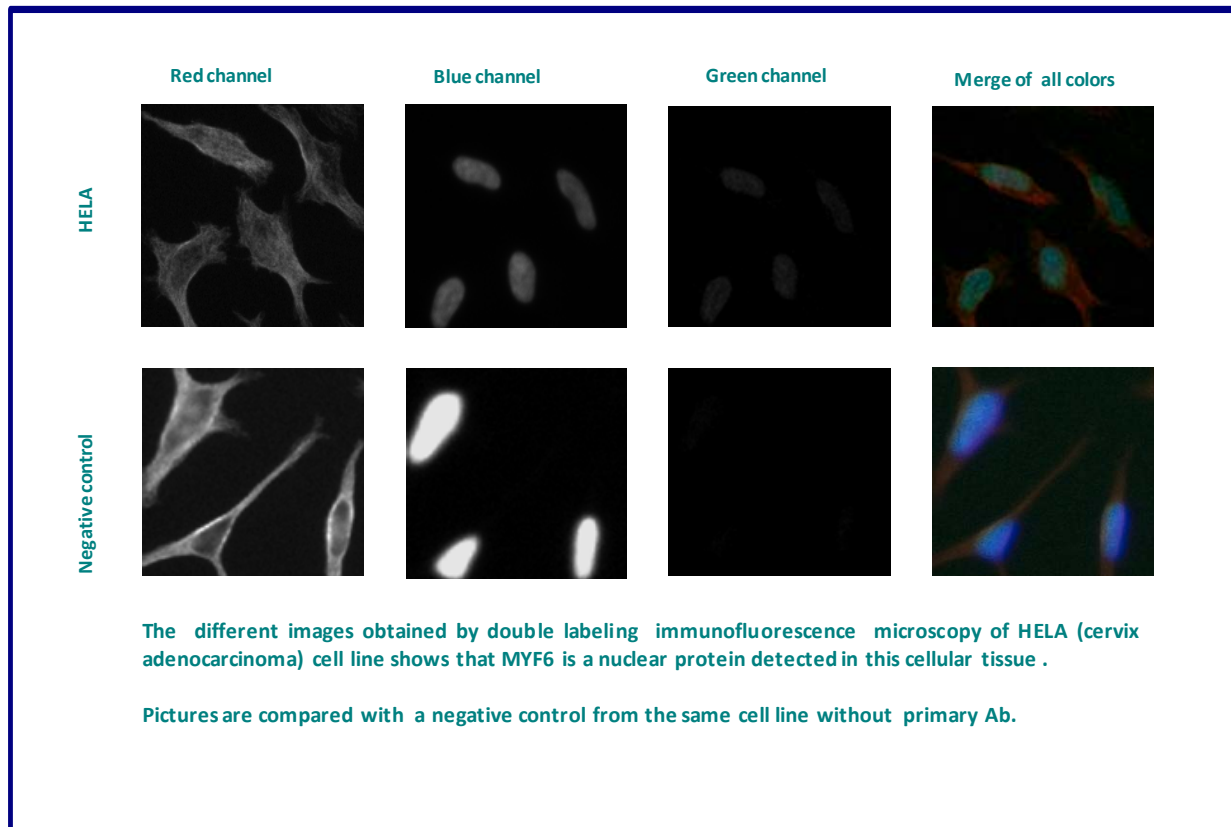 Red channel
Blue channel
Green channel
Merge of all colors
HELA
Negative control
The different images obtained by double labeling immunofluorescence microscopy of HELA (cervix
adenocarcinoma) cell line shows that MYF6 is a nuclear protein detected in this cellular tissue .
Pictures are compared with a negative control from the same cell line without primary Ab.